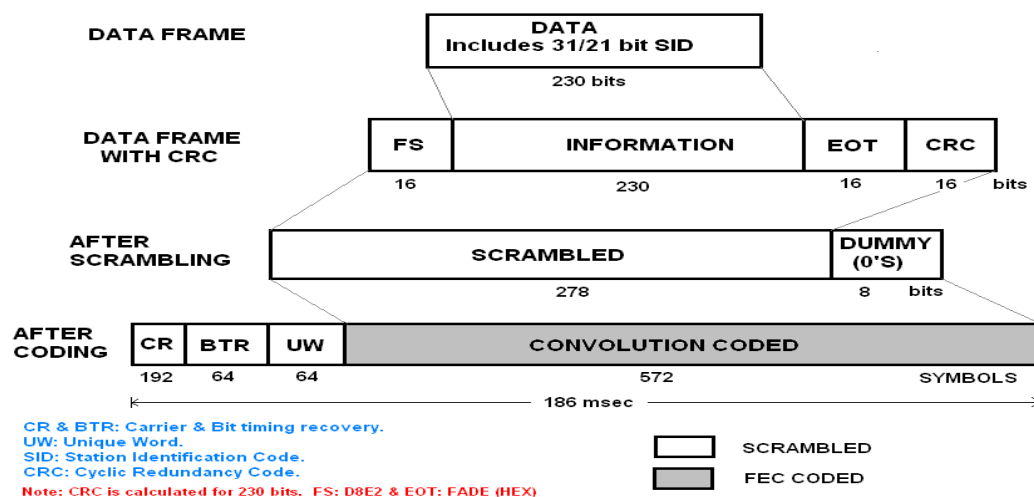 DATA FRAME
DATA
Includes 31/21 bit SID
230 bits
DATA FRAME
WITH CRC
FS INFORMATION EOT CRC
16 230 16 16 bits
AFTER
SCRAMBLING
SCRAMBLED
DUMMY
(0'S)
278 8 bits
AFTER
CODING
CR BTR UW CONVOLUTION CODED
192 64 64 572 SYMBOLS
186 msec
CR & BTR: Carrier & Bit timing recovery.
UW: Unique Word.
SID: Station Identification Code.
CRC: Cyclic Redundancy Code.
Note: CRC is calculated for 230 bits. FS: D8E2 & EOT: FADE (HEX)
SCRAMBLED
FEC CODED